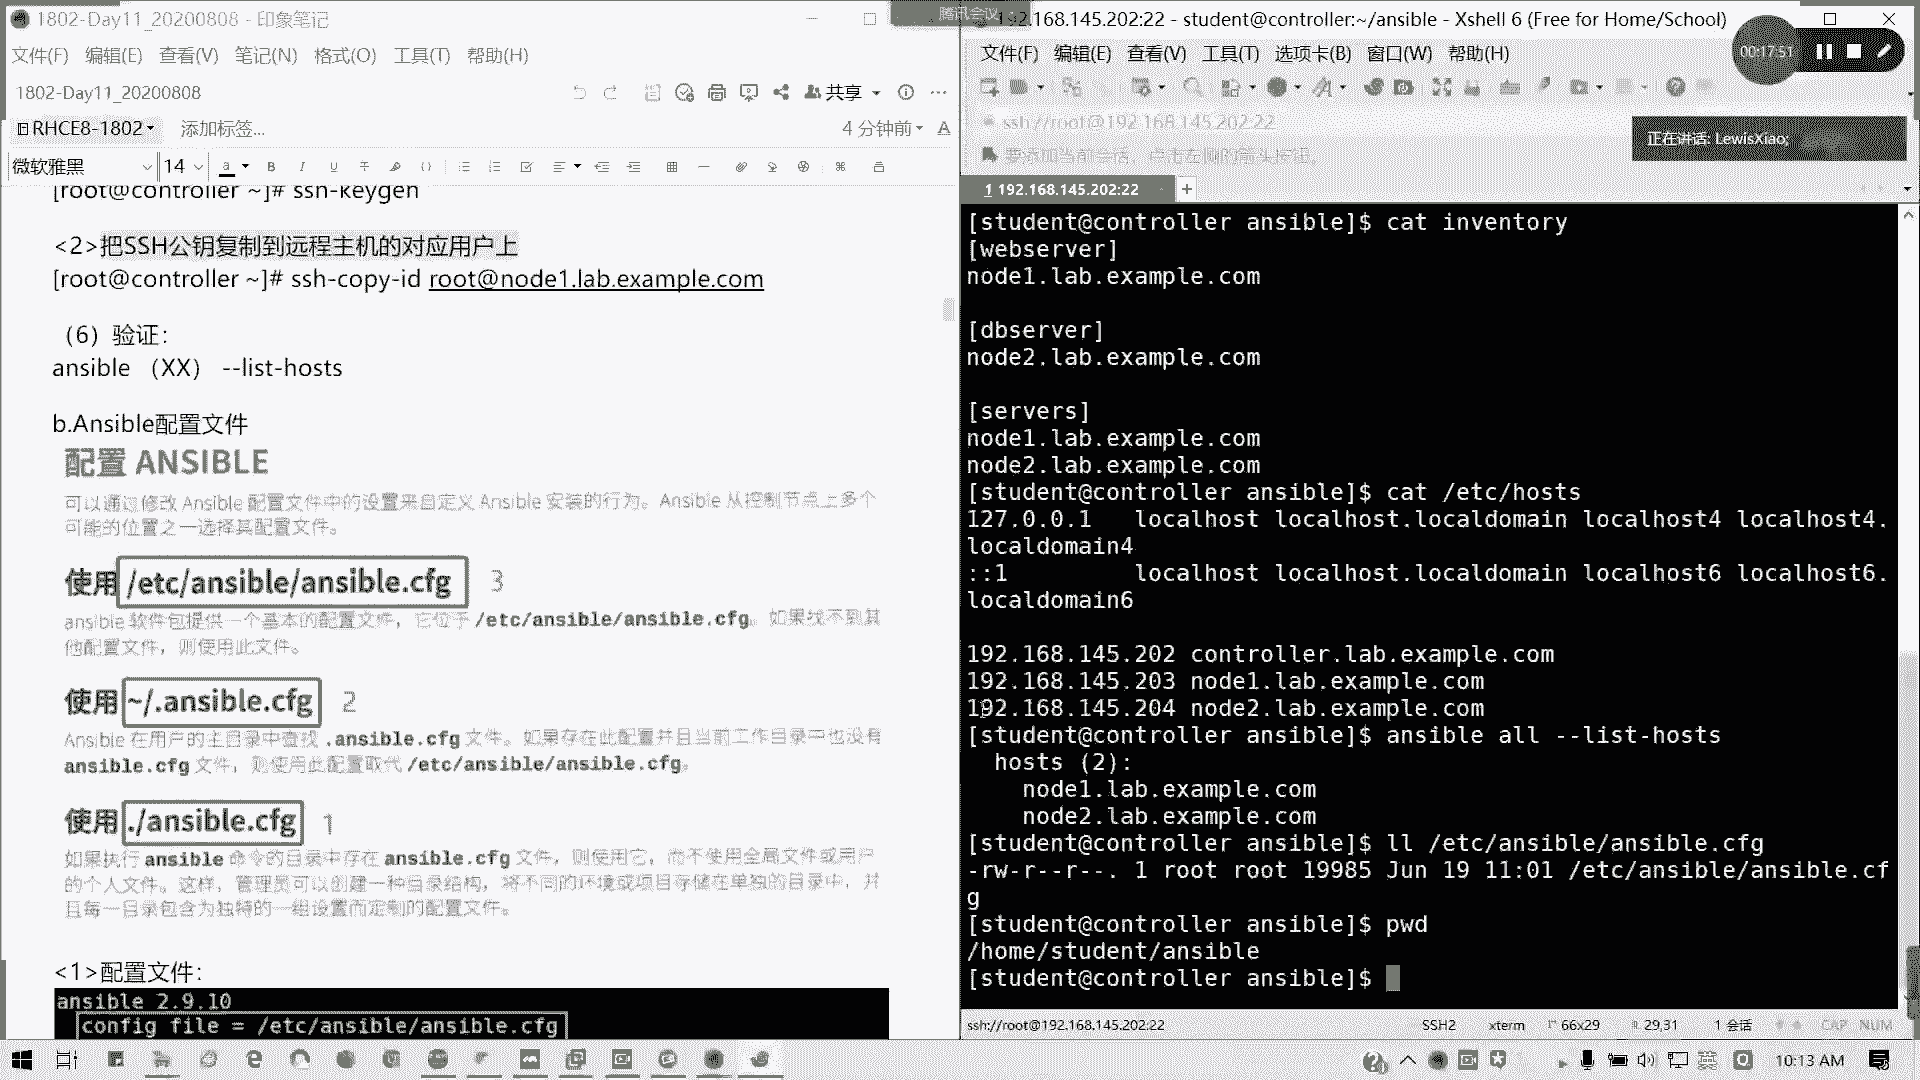 1802-Day11_20200808 - 印象笔记
文件(F) 编辑(E) 查看(V) 笔记(N) 格式(O) 工具(T) 帮助(H)
1802-Day11_20200808
共享
RHCE8-1802
添加标签...
4 分钟前
微软雅黑 14
[root@controller ~]# ssh-keygen
<2>把SSH公钥复制到远程主机的对应用户上
[root@controller ~]# ssh-copy-id root@node1.lab.example.com
（6）验证：
ansible （XX） --list-hosts
b.Ansible配置文件
配置 ANSIBLE
可以通过修改 Ansible 配置文件中的设置来自定义 Ansible 安装的行为。Ansible 从控制节点上多个
可能的位置之一选择其配置文件。
使用 /etc/ansible/ansible.cfg 3
ansible 软件包提供一个基本的配置文件，它位于 /etc/ansible/ansible.cfg。如果找不到其
他配置文件，则使用此文件。
使用 ~/.ansible.cfg 2
Ansible 在用户的主目录中查找 .ansible.cfg 文件。如果存在此配置并且当前工作目录中也没有
ansible.cfg 文件，则使用此配置取代 /etc/ansible/ansible.cfg。
使用 ./ansible.cfg 1
如果执行 ansible 命令的目录中存在 ansible.cfg 文件，则使用它，而不使用全局文件或用户
的个人文件。这样，管理员可以创建一种目录结构，将不同的环境或项目存储在单独的目录中，并
且每一目录包含为独特的一组设置而定制的配置文件。
<1>配置文件：
ansible 2.9.10
config file = /etc/ansible/ansible.cfg
腾讯会议
192.168.145.202:22 - student@controller:~/ansible - Xshell 6 (Free for Home/School)
文件(F) 编辑(E) 查看(V) 工具(T) 选项卡(B) 窗口(W) 帮助(H)
00:17:51
ssh://root@192.168.145.202:22
正在讲话: LewisXiao;
要添加当前会话，点击左侧的箭头按钮。
1 192.168.145.202:22
[student@controller ansible]$ cat inventory
[webserver]
node1.lab.example.com
[dbserver]
node2.lab.example.com
[servers]
node1.lab.example.com
node2.lab.example.com
[student@controller ansible]$ cat /etc/hosts
127.0.0.1   localhost localhost.localdomain localhost4 localhost4.
localdomain4
::1         localhost localhost.localdomain localhost6 localhost6.
localdomain6
192.168.145.202 controller.lab.example.com
192.168.145.203 node1.lab.example.com
192.168.145.204 node2.lab.example.com
[student@controller ansible]$ ansible all --list-hosts
  hosts (2):
    node1.lab.example.com
    node2.lab.example.com
[student@controller ansible]$ ll /etc/ansible/ansible.cfg
-rw-r--r--. 1 root root 19985 Jun 19 11:01 /etc/ansible/ansible.cf
g
[student@controller ansible]$ pwd
/home/student/ansible
[student@controller ansible]$
ssh://root@192.168.145.202:22 SSH2 xterm 66x29 29,31 1 会话 CAP NUM
英 10:13 AM